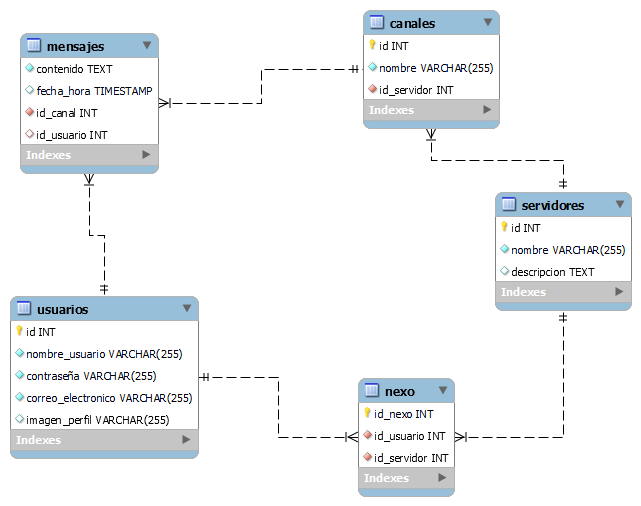 mensajes
contenido TEXT
fecha_hora TIMESTAMP
id_canal INT
id_usuario INT
Indexes
canales
id INT
nombre VARCHAR(255)
id_servidor INT
Indexes
servidores
id INT
nombre VARCHAR(255)
descripcion TEXT
Indexes
usuarios
id INT
nombre_usuario VARCHAR(255)
contraseña VARCHAR(255)
correo_electronico VARCHAR(255)
imagen_perfil VARCHAR(255)
Indexes
nexo
id_nexo INT
id_usuario INT
id_servidor INT
Indexes